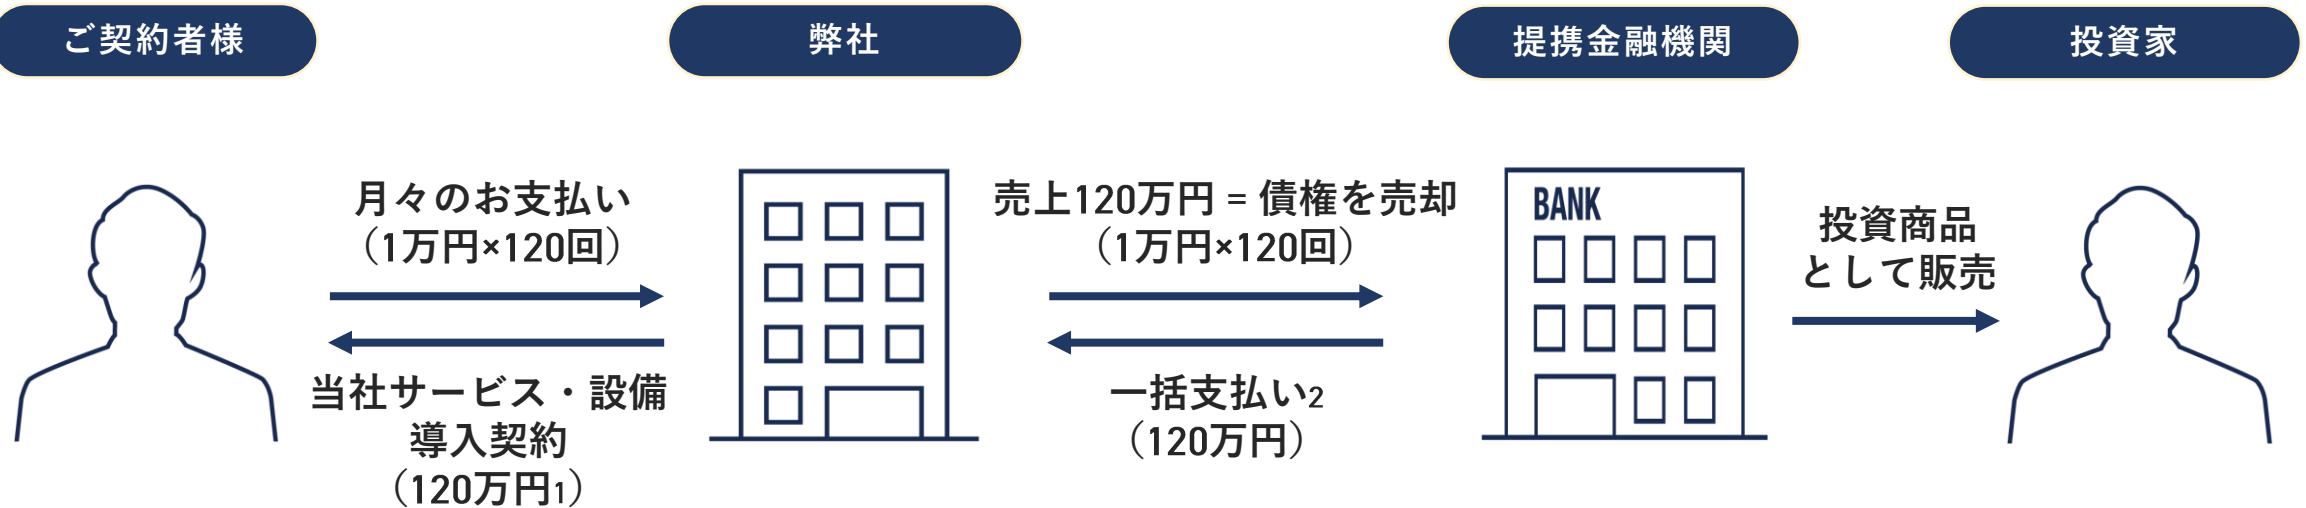 ご契約者様
弊社
提携金融機関
投資家
月々のお支払い
（1万円×120回）
当社サービス・設備
導入契約
（120万円1）
売上120万円 = 債権を売却
（1万円×120回）
一括支払い2
（120万円）
BANK
投資商品
として販売